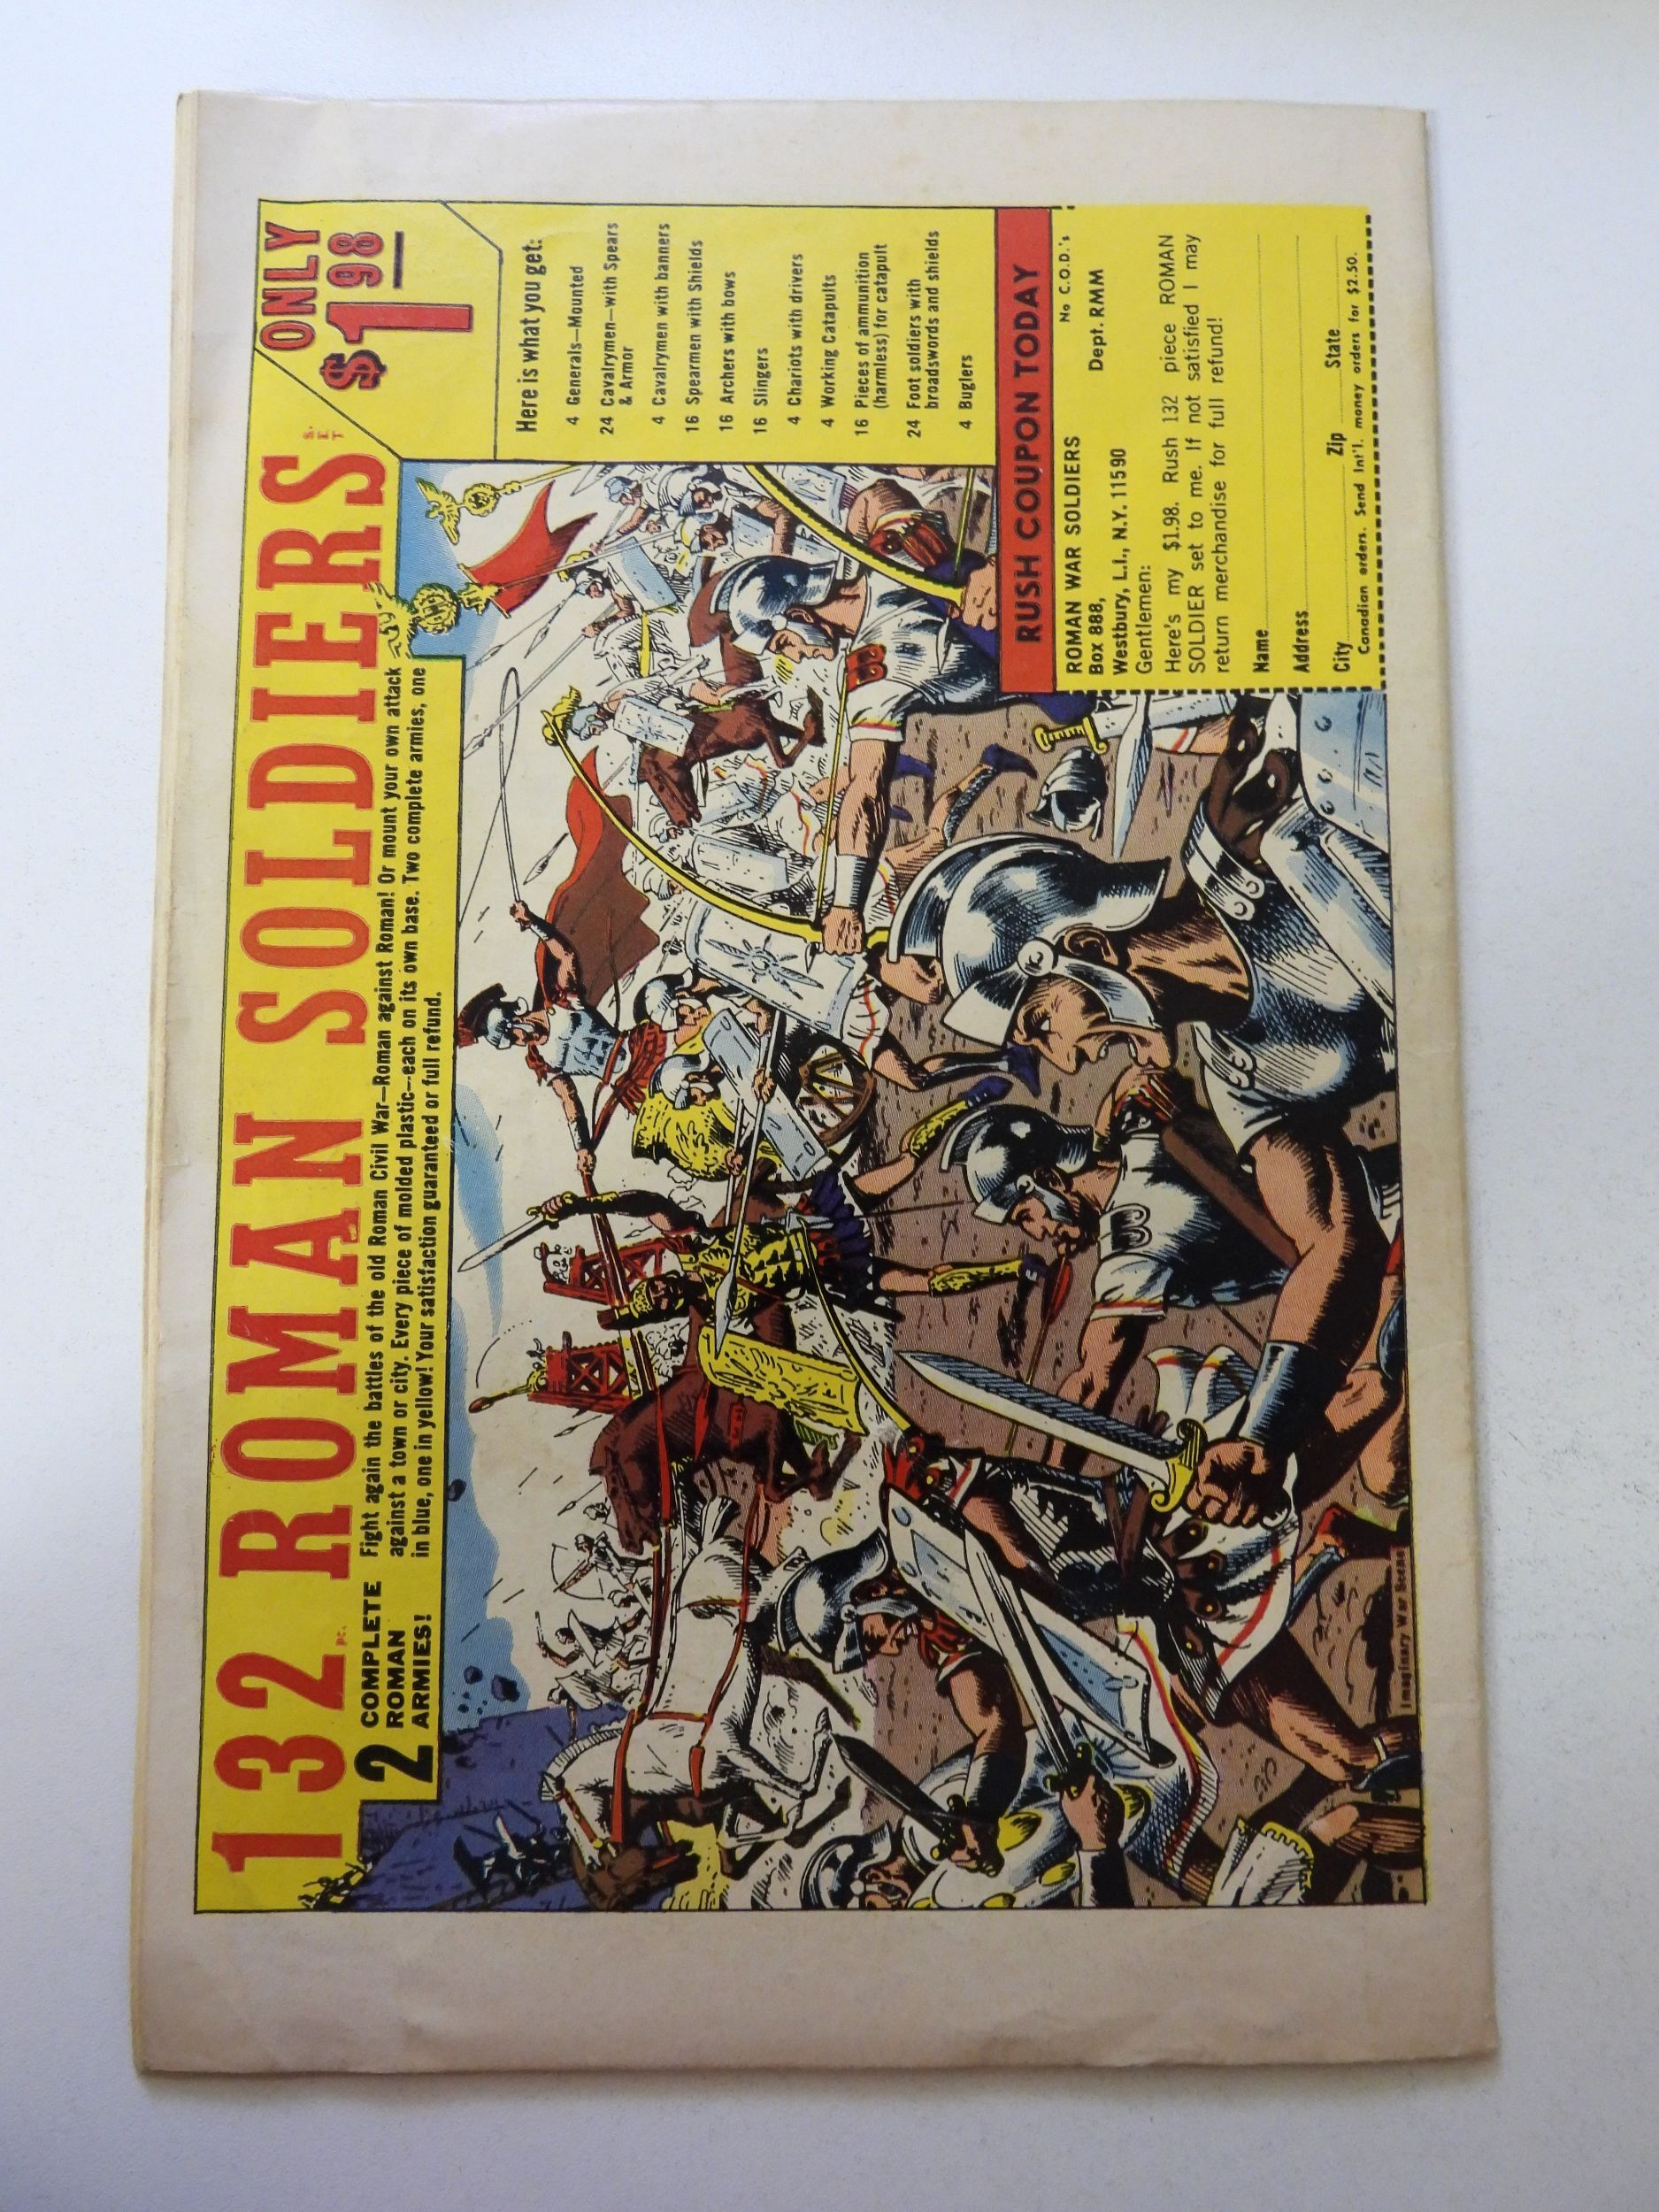 132 PC. ROMAN SOLDIERS SET
ONLY
$1.98
2 COMPLETE
ROMAN
ARMIES!
Fight again the battles of the old Roman Civil War—Roman against Roman! Or mount your own attack
against a town or city. Every piece of molded plastic—each on its own base. Two complete armies, one
in blue, one in yellow! Your satisfaction guaranteed or full refund.
Here is what you get:
4 Generals—Mounted
24 Cavalrymen—with Spears
& Armor
4 Cavalrymen with banners
16 Spearmen with Shields
16 Archers with bows
16 Slingers
4 Chariots with drivers
4 Working Catapults
16 Pieces of ammunition
(harmless) for catapult
24 Foot soldiers with
broadswords and shields
4 Buglers
RUSH COUPON TODAY
No C.O.D.'s
ROMAN WAR SOLDIERS
Box 888, Dept. RMM
Westbury, L.I., N.Y. 11590
Gentlemen:
Here's my $1.98. Rush 132 piece ROMAN
SOLDIER set to me. If not satisfied I may
return merchandise for full refund!
Name
Address
City Zip State
Canadian orders. Send Int'l. money orders for $2.50.
Imaginary War Scene